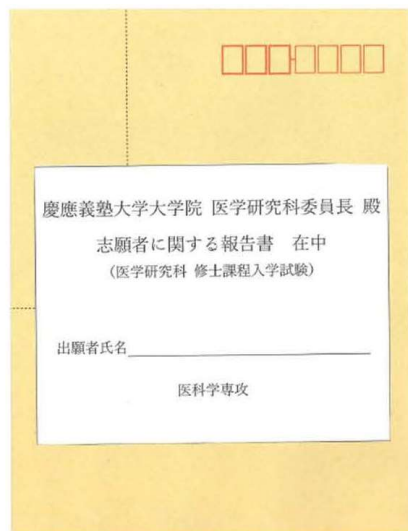 慶應義塾大学大学院 医学研究科委員長 殿
志願者に関する報告書 在中
(医学研究科 修士課程入学試験)
出願者氏名
医科学専攻